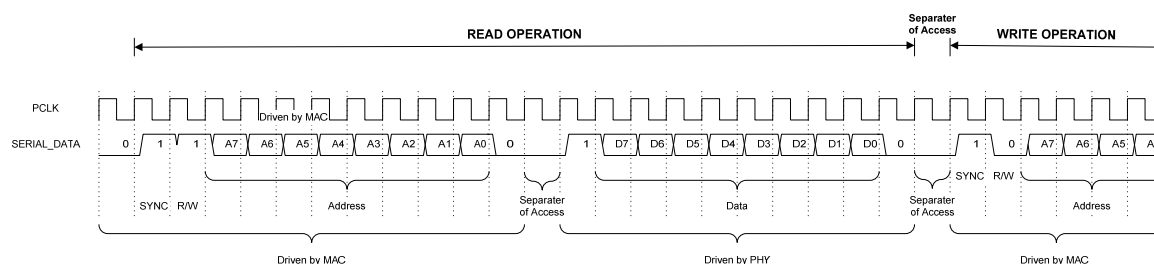 Separater
of Access
READ OPERATION
WRITE OPERATION
PCLK
Driven by MAC
SERIAL_DATA
0 1 1 A7 A6 A5 A4 A3 A2 A1 A0 0 1 D7 D6 D5 D4 D3 D2 D1 D0 0 1 0 A7 A6 A5
SYNC R/W
SYNC R/W Address Separater
of Access Data Separater
of Access Address
Driven by MAC Driven by PHY Driven by MAC